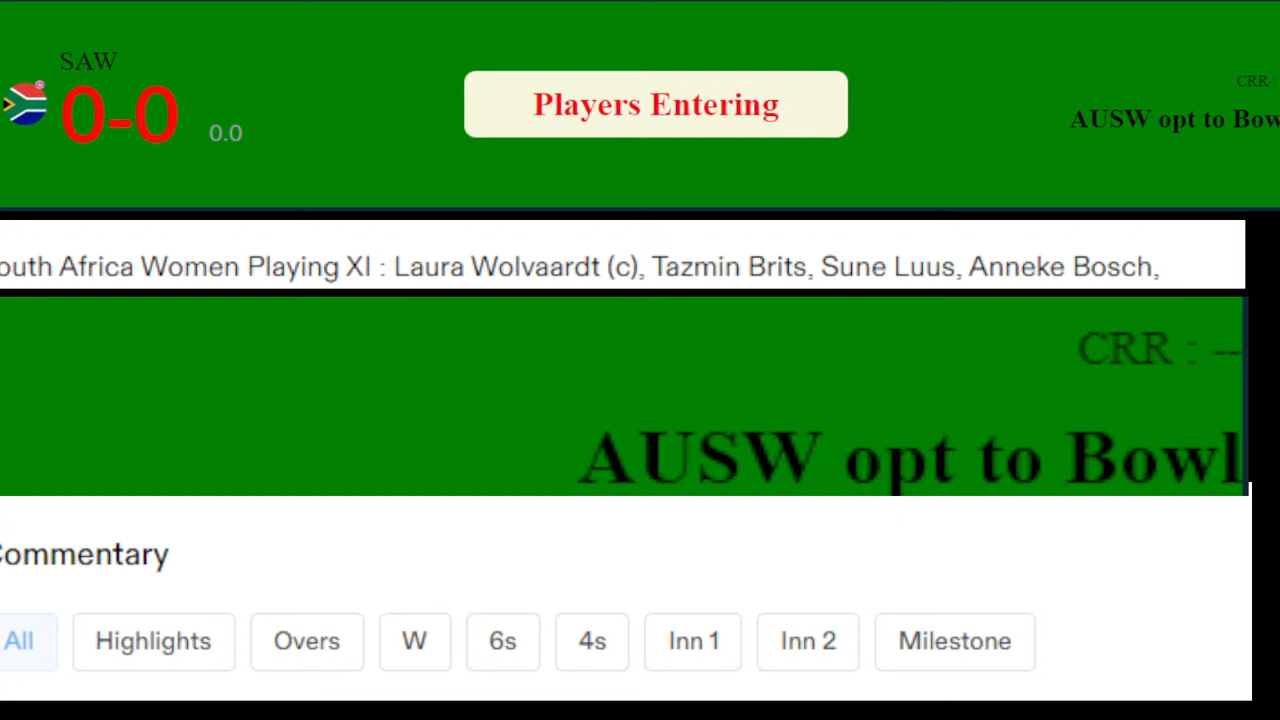 SAW
0-0 0.0
Players Entering
CRR
AUSW opt to Bow
outh Africa Women Playing XI : Laura Wolvaardt (c), Tazmin Brits, Sune Luus, Anneke Bosch,
CRR : --
AUSW opt to Bowl
Commentary
All Highlights Overs W 6s 4s Inn 1 Inn 2 Milestone